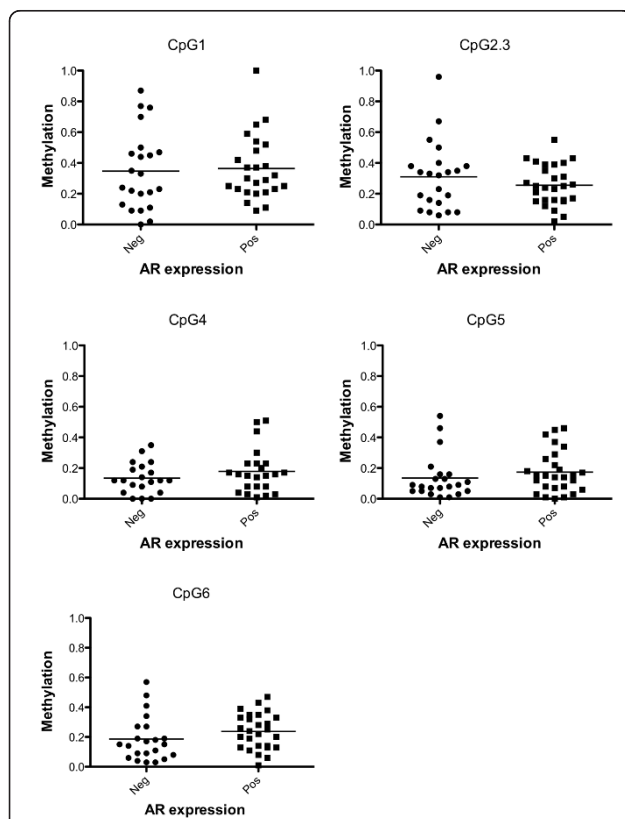 CpG1
CpG2.3
1.0
0.8
0.6
0.4
0.2
0.0
Methylation
Neg
Pos
AR expression
1.0
0.8
0.6
0.4
0.2
0.0
Methylation
Neg
Pos
AR expression
CpG4
CpG5
1.0
0.8
0.6
0.4
0.2
0.0
Methylation
Neg
Pos
AR expression
1.0
0.8
0.6
0.4
0.2
0.0
Methylation
Neg
Pos
AR expression
CpG6
1.0
0.8
0.6
0.4
0.2
0.0
Methylation
Neg
Pos
AR expression